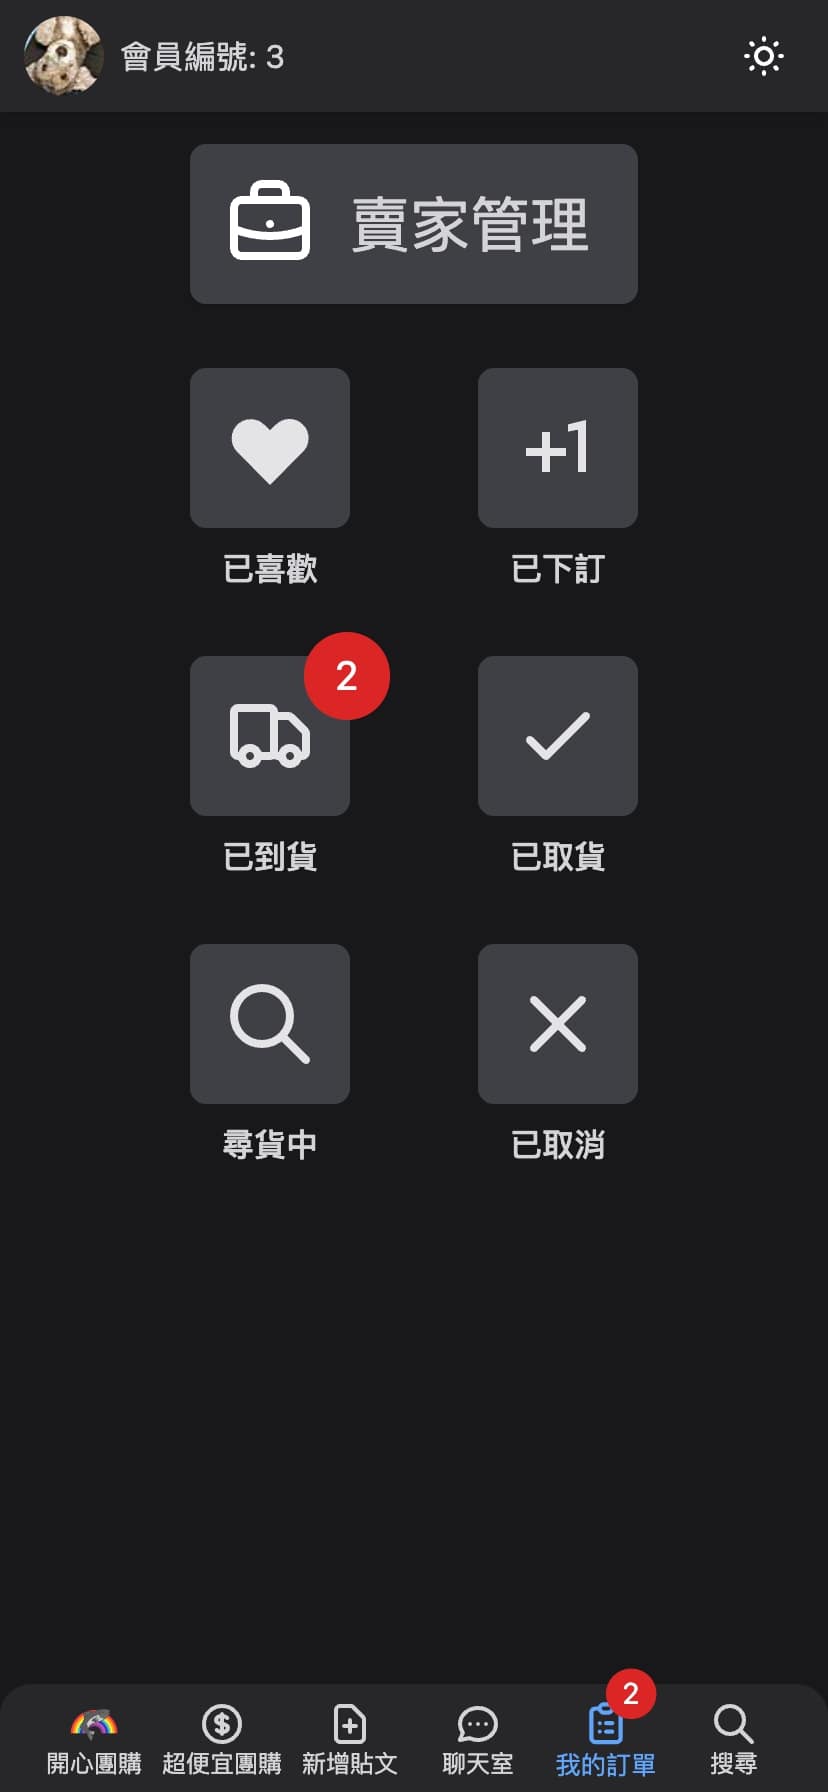 會員編號: 3
賣家管理
+1
已喜歡
已下訂
2
已到貨
已取貨
尋貨中
已取消
2
開心團購
超便宜團購
新增貼文
聊天室
我的訂單
搜尋